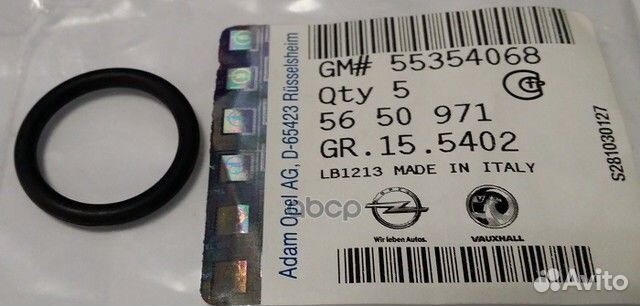 Adam Opel AG, D-65423 Rüsselsheim
GM# 55354068
Qty 5
56 50 971
GR.15.5402
LB1213 MADE IN ITALY
S281030127
Wir leben Autos.
VAUXHALL
Avito